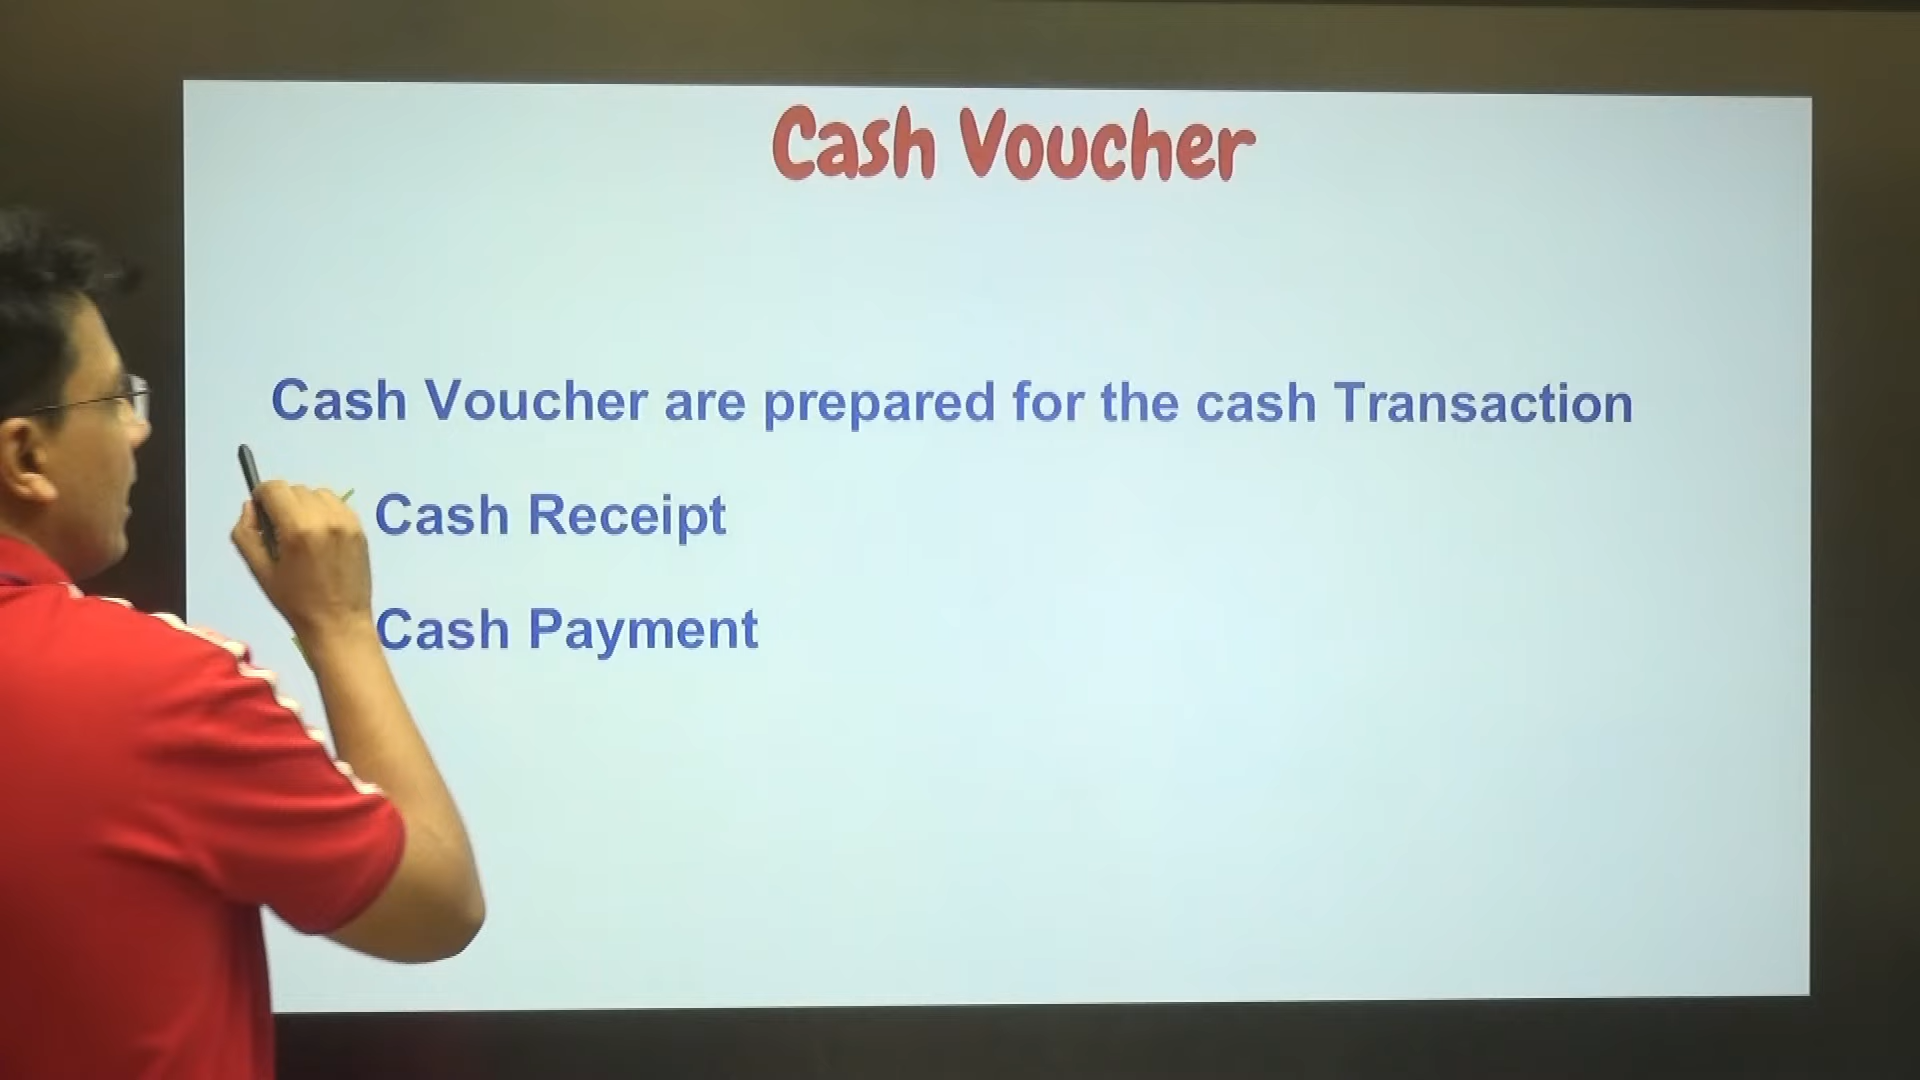 Cash Voucher
Cash Voucher are prepared for the cash Transaction
Cash Receipt
Cash Payment